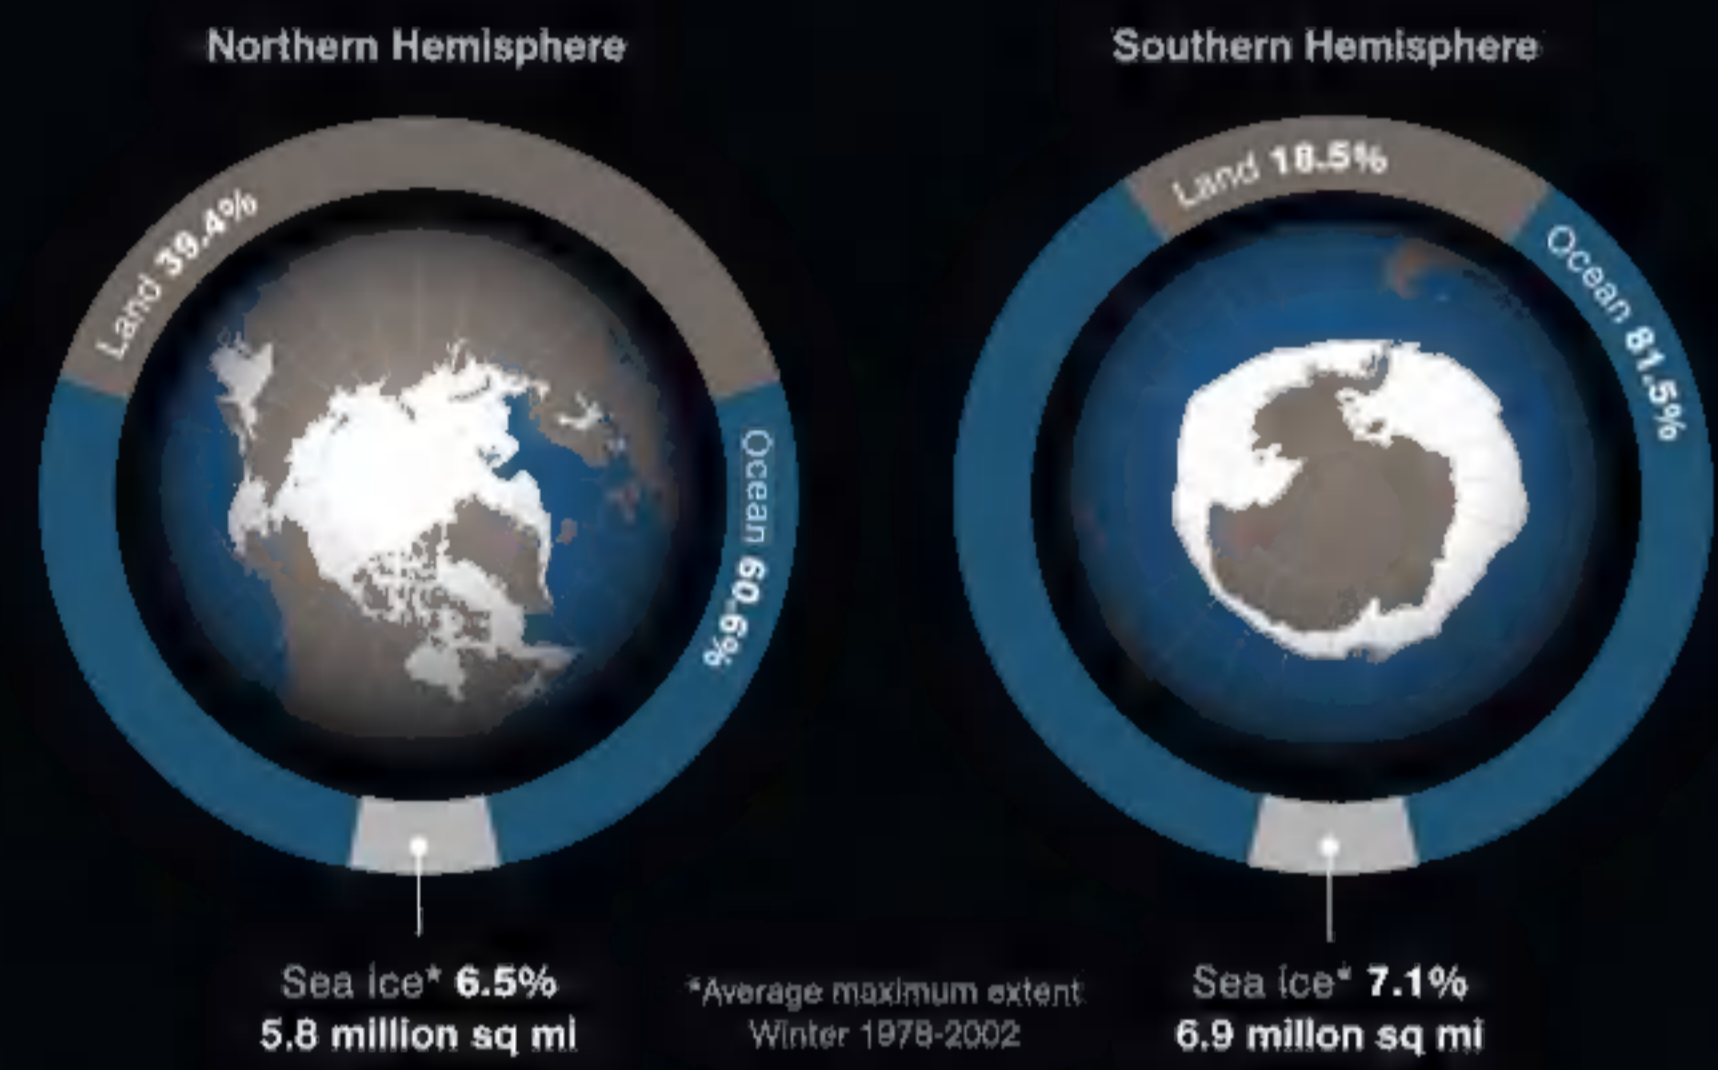 Northern Hemisphere
Southern Hemisphere
Land 39.4%
Ocean 60.6%
Land 18.5%
Ocean 81.5%
Sea ice* 6.5%
5.8 million sq mi
*Average maximum extent
Winter 1978-2002
Sea ice* 7.1%
6.9 millon sq mi